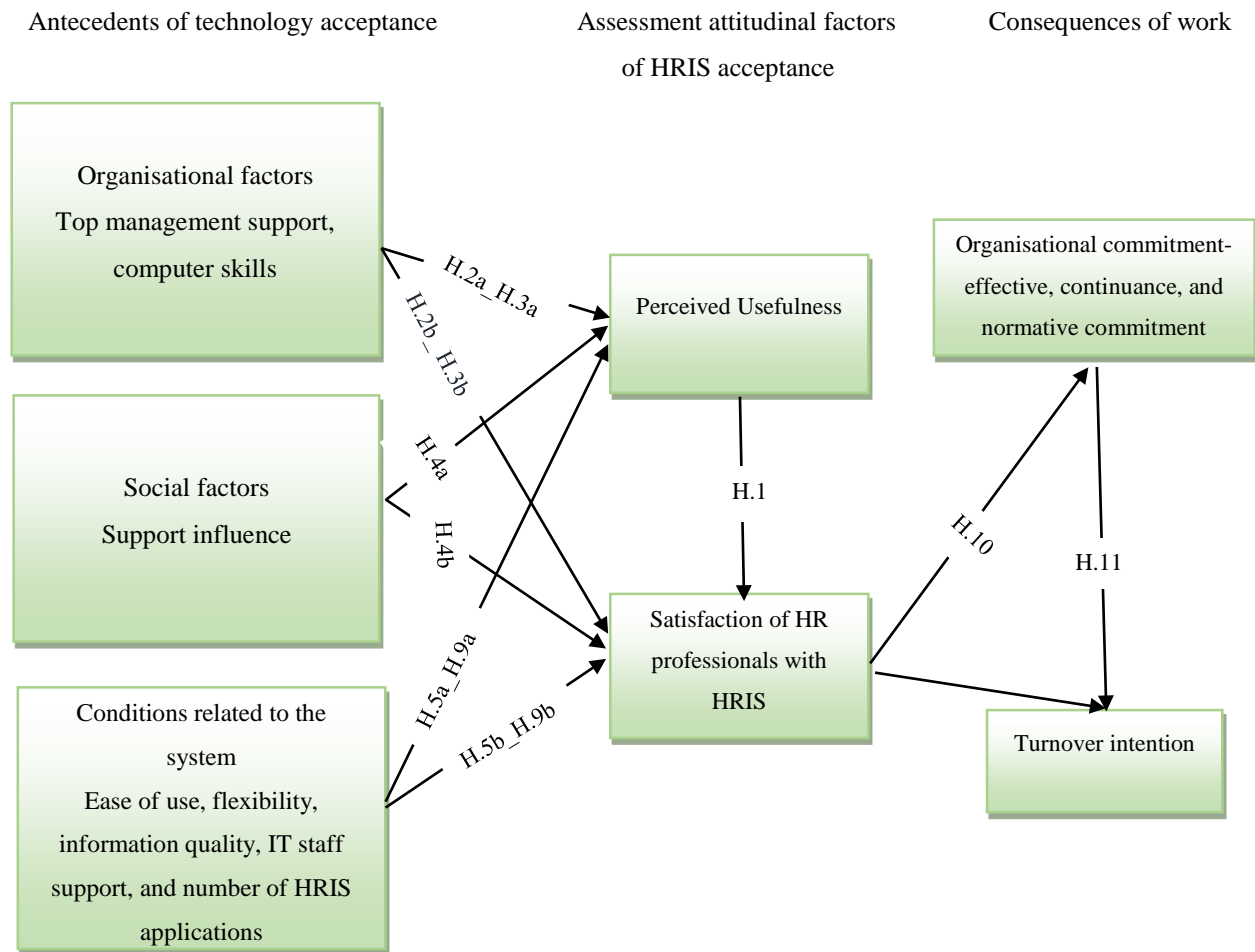 Antecedents of technology acceptance
Assessment attitudinal factors
of HRIS acceptance
Consequences of work
Organisational factors
Top management support,
computer skills
Social factors
Support influence
Conditions related to the
system
Ease of use, flexibility,
information quality, IT staff
support, and number of HRIS
applications
H.2a_H.3a
H.2b_ H.3b
H.4a
H.4b
H.5a_H.9a
H.5b_H.9b
Perceived Usefulness
H.1
Satisfaction of HR
professionals with
HRIS
H.10
H.11
Organisational commitment-
effective, continuance, and
normative commitment
Turnover intention